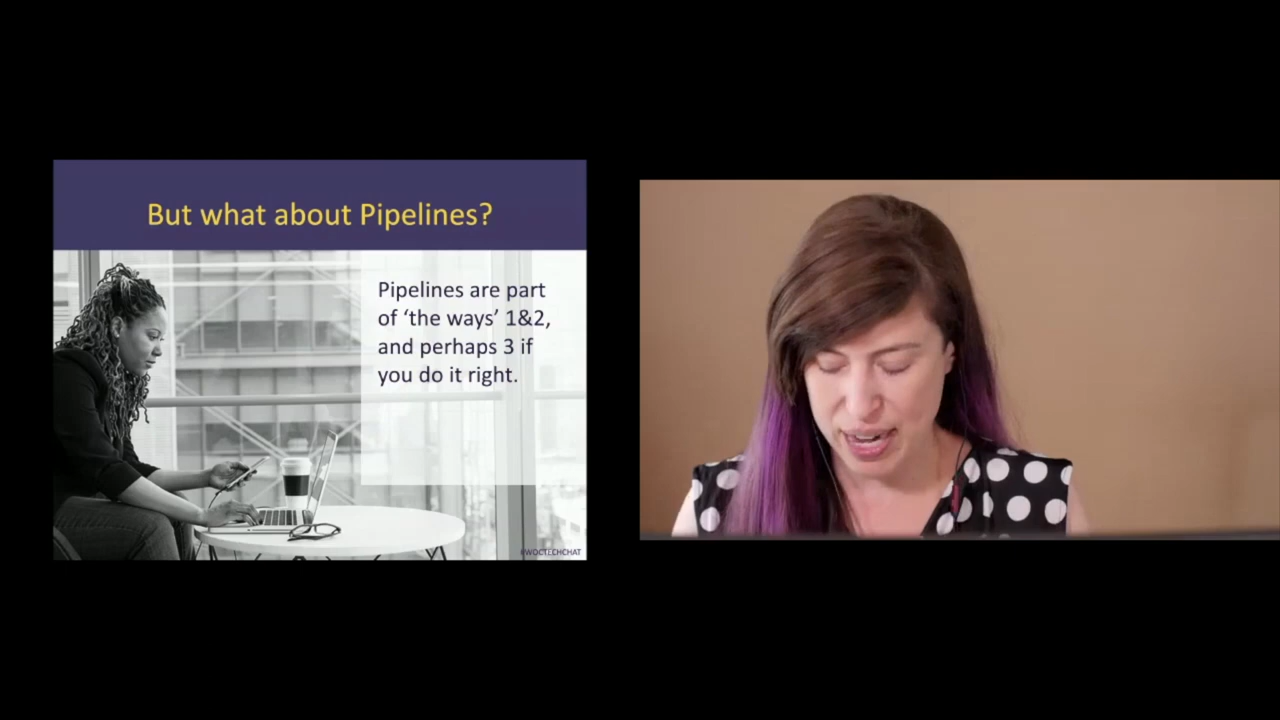 But what about Pipelines?
Pipelines are part
of ‘the ways’ 1&2,
and perhaps 3 if
you do it right.
#WOCTECHCHAT